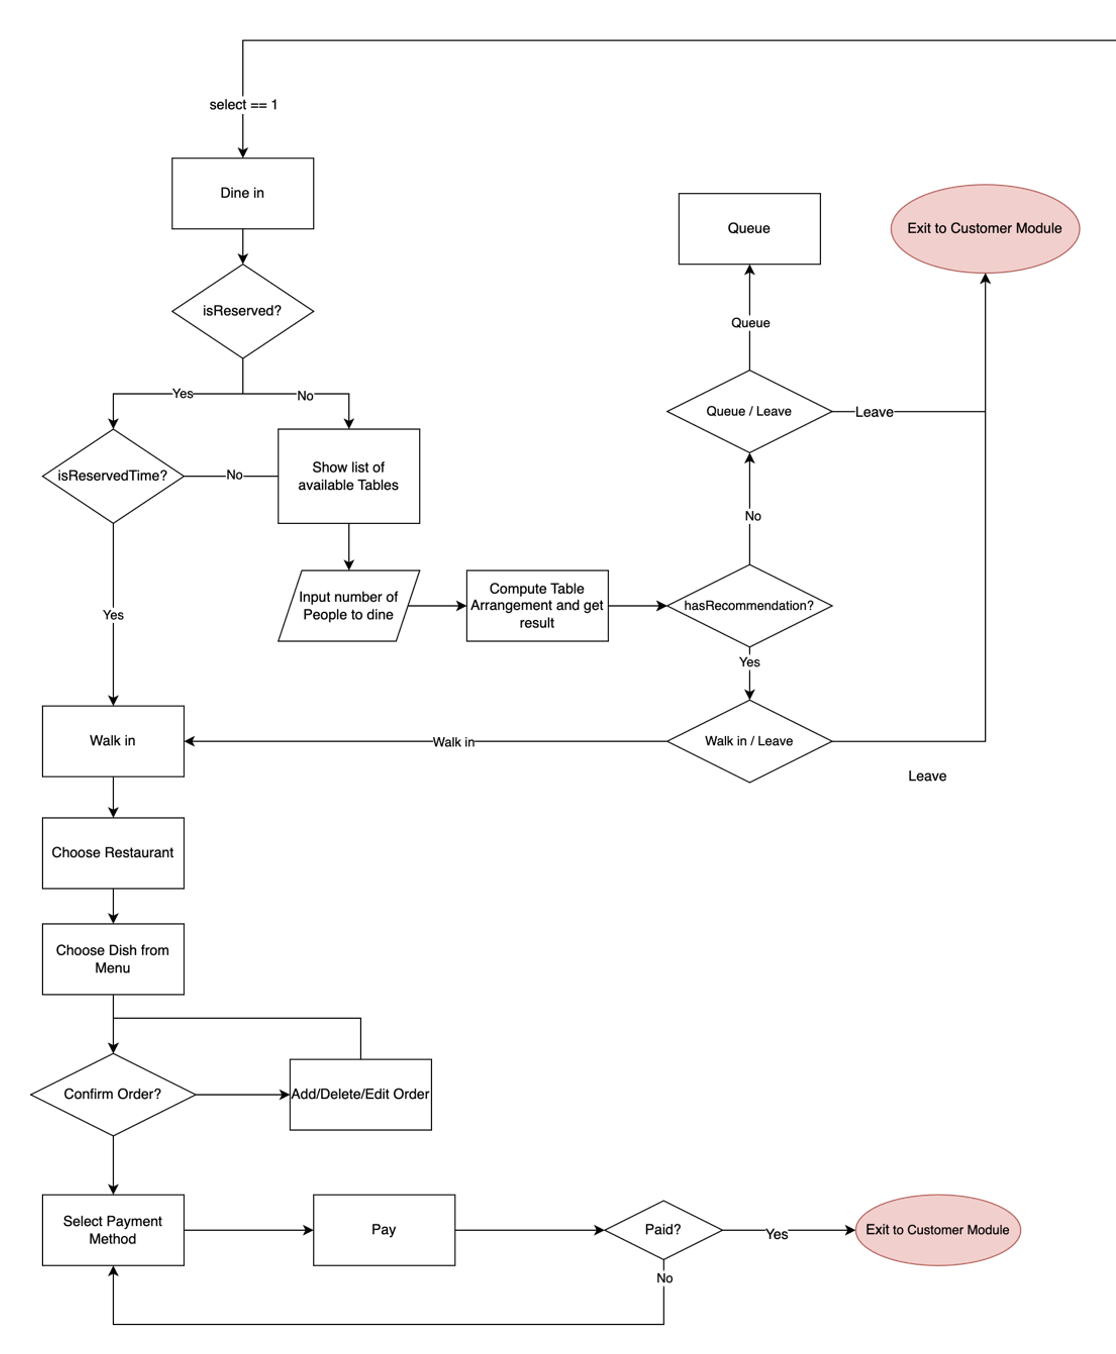 select == 1
Dine in
Queue
Exit to Customer Module
isReserved?
Queue
Yes
No
Queue / Leave
Leave
isReservedTime?
No
Show list of
available Tables
No
Input number of
People to dine
Compute Table
Arrangement and get
result
hasRecommendation?
Yes
Yes
Walk in
Walk in
Walk in / Leave
Leave
Choose Restaurant
Choose Dish from
Menu
Confirm Order?
Add/Delete/Edit Order
Select Payment
Method
Pay
Paid?
Yes
Exit to Customer Module
No